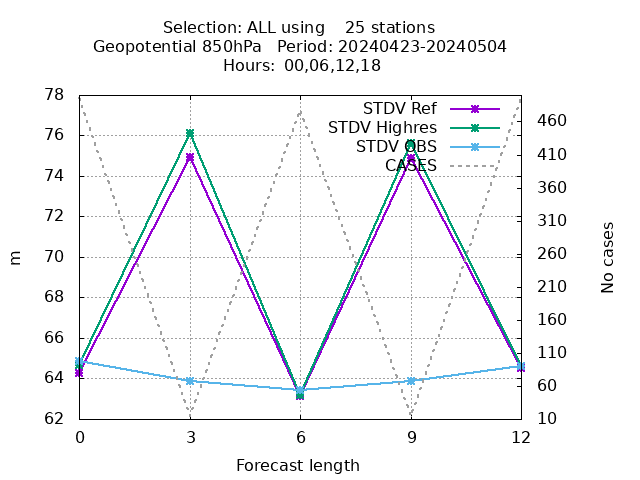 Selection: ALL using    25 stations
Geopotential 850hPa   Period: 20240423-20240504
Hours: 00,06,12,18
78
76
74
72
70
68
66
64
62
m
STDV Ref
STDV Highres
STDV OBS
CASES
460
410
360
310
260
210
160
110
60
10
No cases
0 3 6 9 12
Forecast length